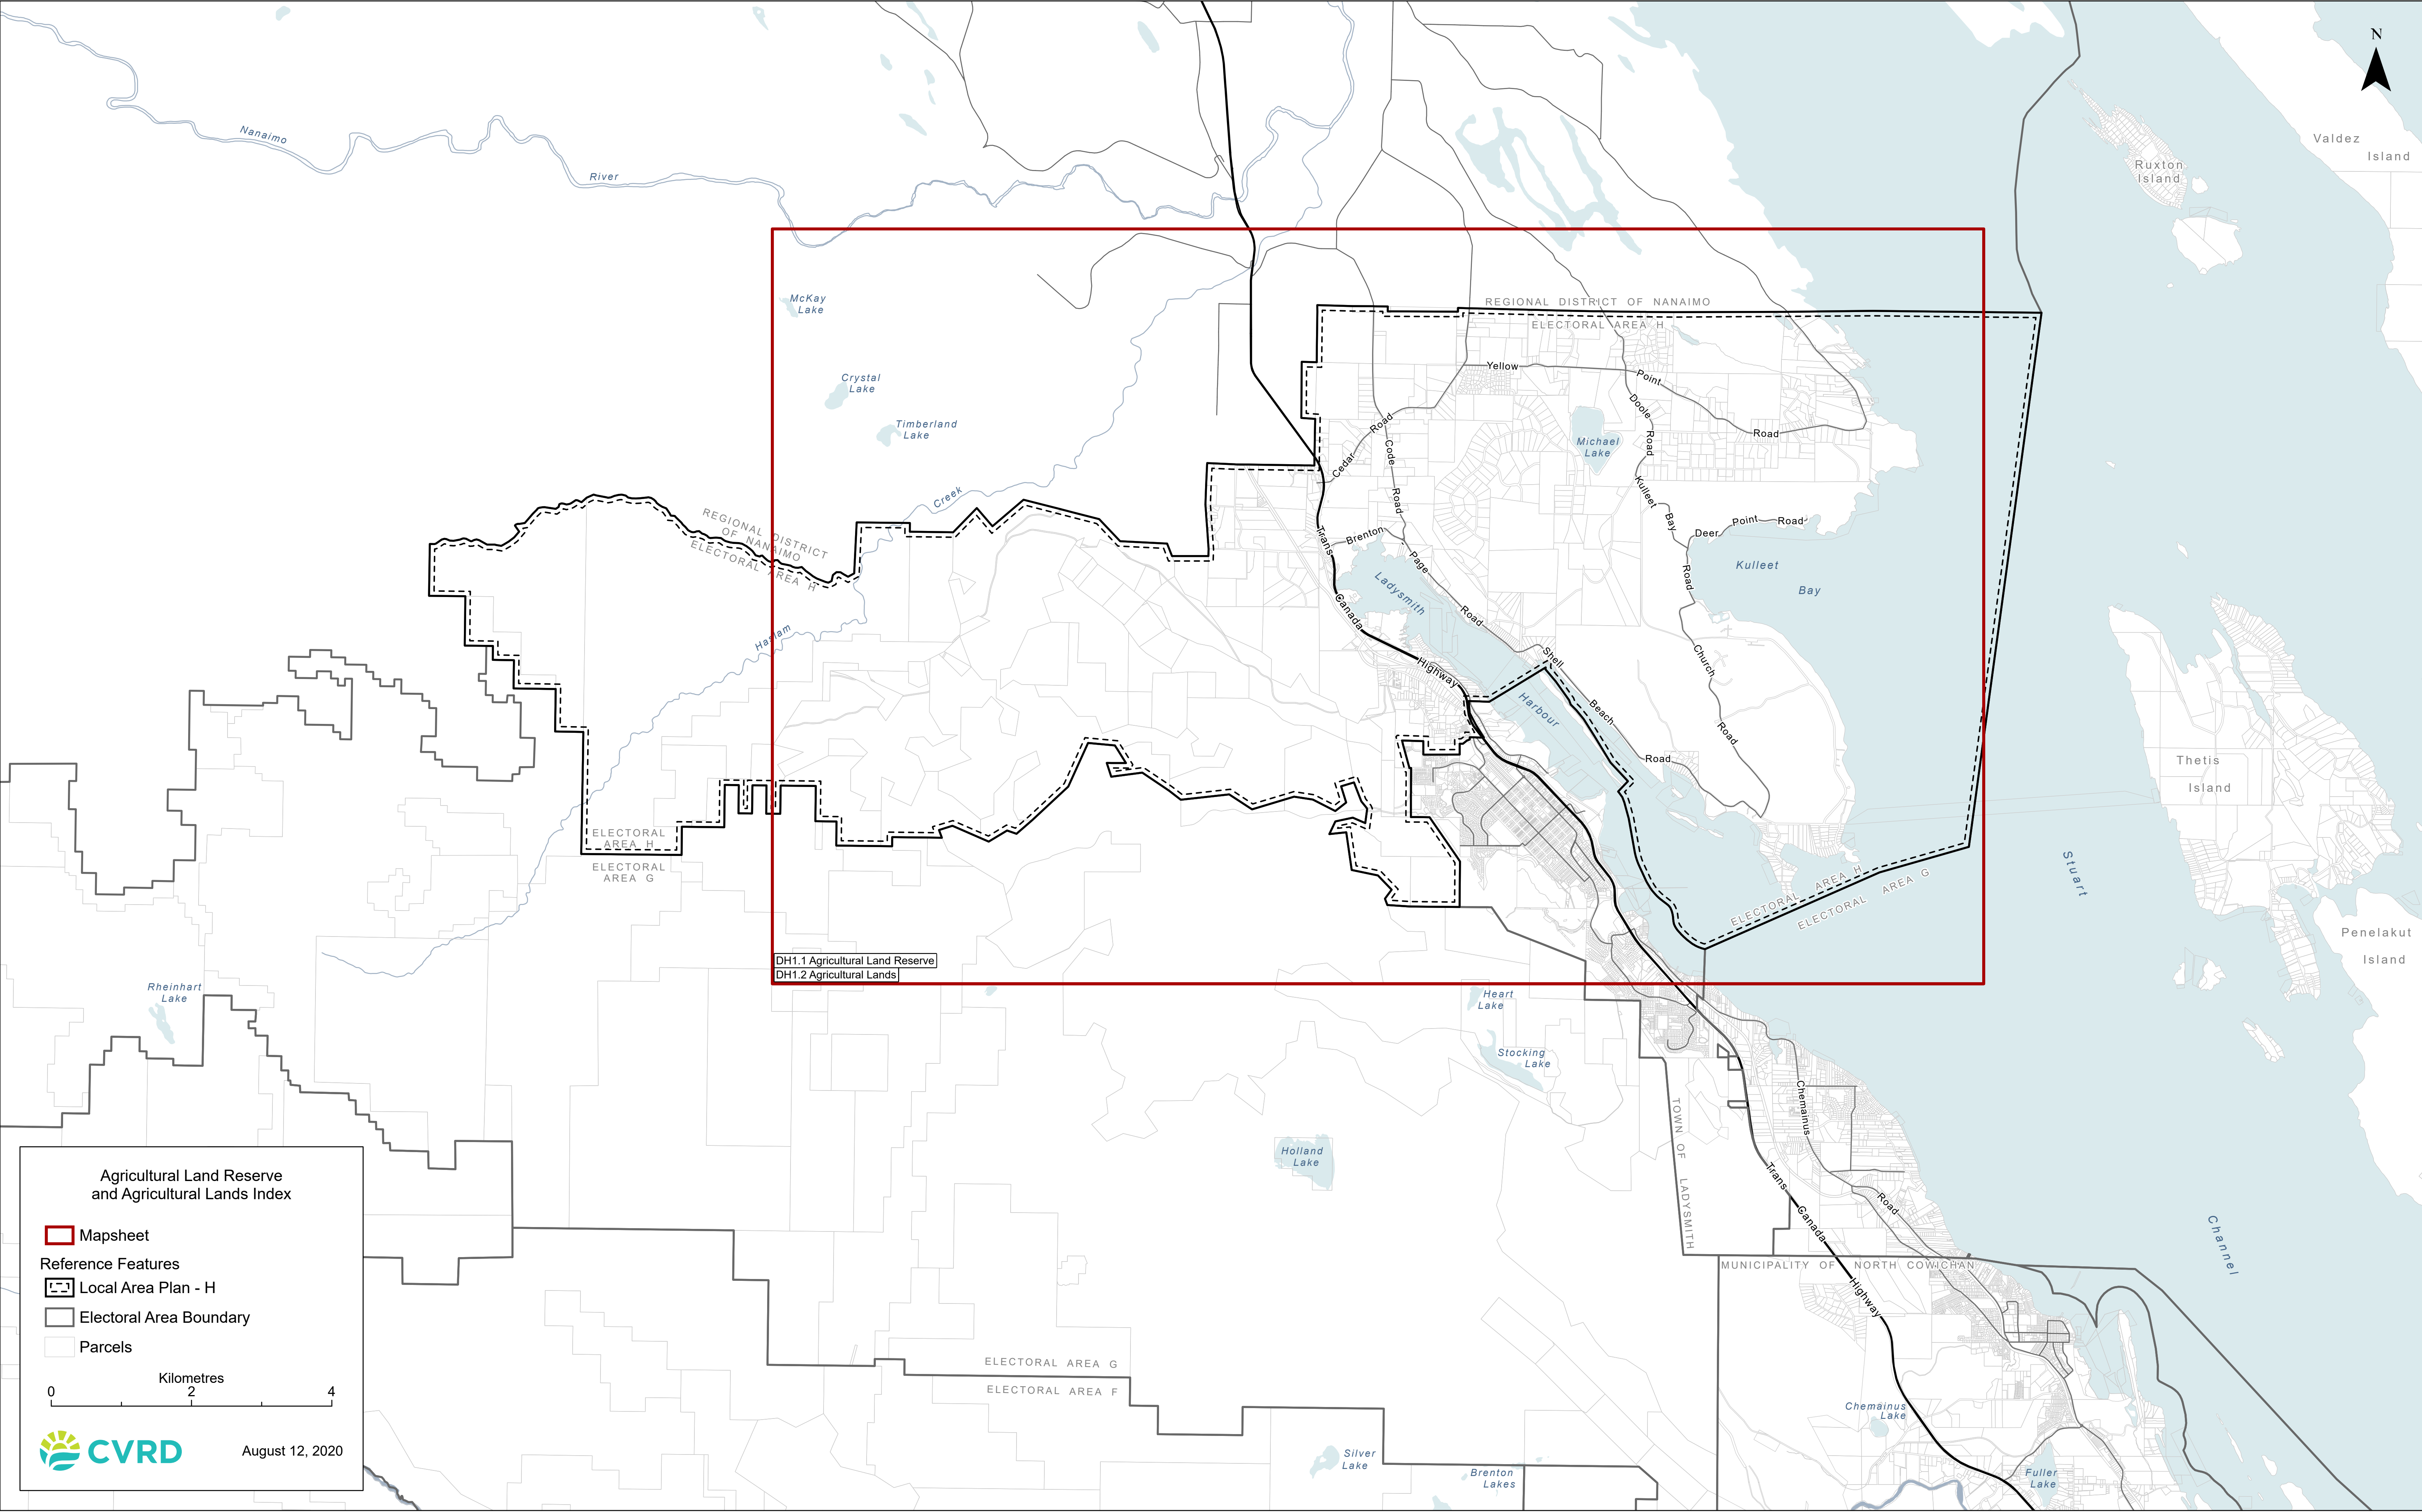 N
Valdez
Island
Ruxton
Island
Nanaimo
River
McKay
Lake
Crystal
Lake
Timberland
Lake
REGIONAL DISTRICT OF NANAIMO
ELECTORAL AREA H
Yellow
Point
Road
Doole
Road
Michael
Lake
Cedar
Road
Code
Road
Kulleet
Bay
Road
Deer
Point
Road
Kulleet
Bay
Creek
REGIONAL DISTRICT
OF NANAIMO
ELECTORAL AREA H
Haslam
Trans
Canada
Highway
Brenton
Page
Road
Ladysmith
Harbour
Shell
Beach
Road
Church
Road
Thetis
Island
Stuart
Channel
Penelakut
Island
ELECTORAL
AREA H
ELECTORAL
AREA G
ELECTORAL AREA H
ELECTORAL AREA G
DH1.1 Agricultural Land Reserve
DH1.2 Agricultural Lands
Rheinhart
Lake
Heart
Lake
Stocking
Lake
Holland
Lake
TOWN OF LADYSMITH
Chemainus
Road
Trans
Canada
Highway
MUNICIPALITY OF NORTH COWICHAN
ELECTORAL AREA G
ELECTORAL AREA F
Silver
Lake
Brenton
Lakes
Chemainus
Lake
Fuller
Lake
Agricultural Land Reserve
and Agricultural Lands Index
Mapsheet
Reference Features
Local Area Plan - H
Electoral Area Boundary
Parcels
Kilometres
0 2 4
CVRD
August 12, 2020